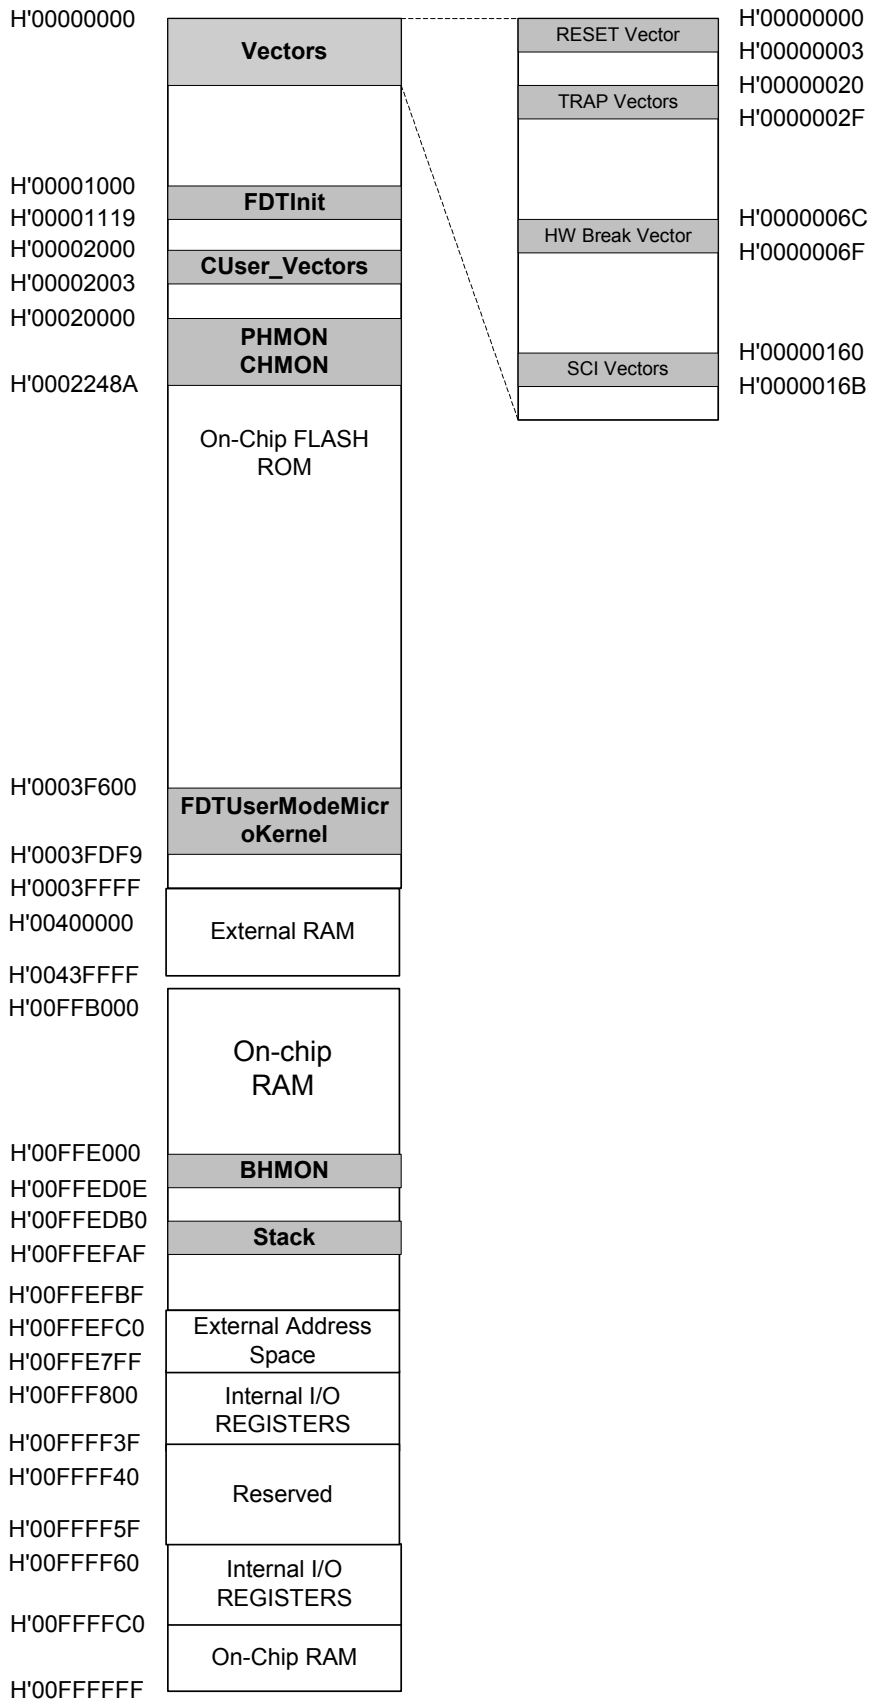 H'00000000
Vectors
H'00001000
FDTInit
H'00001119
H'00002000
CUser_Vectors
H'00002003
H'00020000
PHMON
CHMON
H'0002248A
On-Chip FLASH
ROM
H'0003F600
FDTUserModeMicr
oKernel
H'0003FDF9
H'0003FFFF
H'00400000
External RAM
H'0043FFFF
H'00FFB000
On-chip
RAM
H'00FFE000
BHMON
H'00FFED0E
H'00FFEDB0
Stack
H'00FFEFAF
H'00FFEFBF
H'00FFEFC0
External Address
Space
H'00FFE7FF
H'00FFF800
Internal I/O
REGISTERS
H'00FFFF3F
H'00FFFF40
Reserved
H'00FFFF5F
H'00FFFF60
Internal I/O
REGISTERS
H'00FFFFC0
On-Chip RAM
H'00FFFFFF
RESET Vector
H'00000000
H'00000003
H'00000020
TRAP Vectors
H'0000002F
H'0000006C
HW Break Vector
H'0000006F
H'00000160
SCI Vectors
H'0000016B